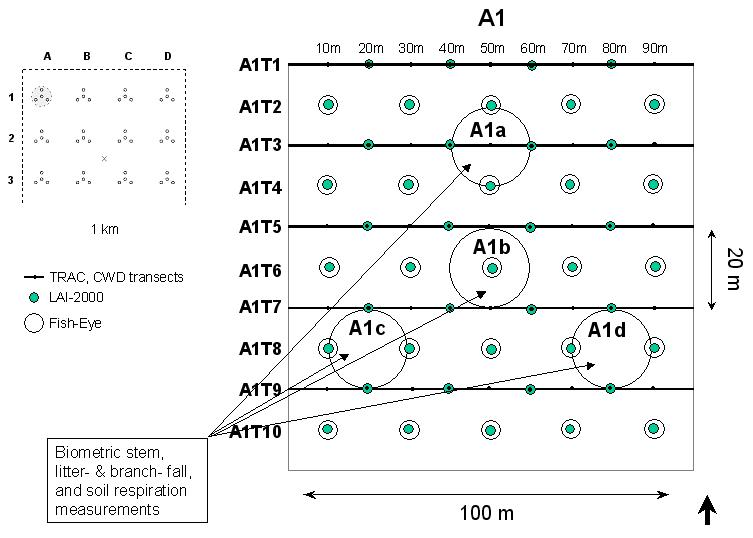 A1
10m 20m 30m 40m 50m 60m 70m 80m 90m
A B C D
1
2
3
1 km
TRAC, CWD transects
LAI-2000
Fish-Eye
A1T1
A1T2
A1T3
A1T4
A1T5
A1T6
A1T7
A1T8
A1T9
A1T10
A1a
A1b
A1c
A1d
20 m
100 m
Biometric stem,
litter- & branch- fall,
and soil respiration
measurements